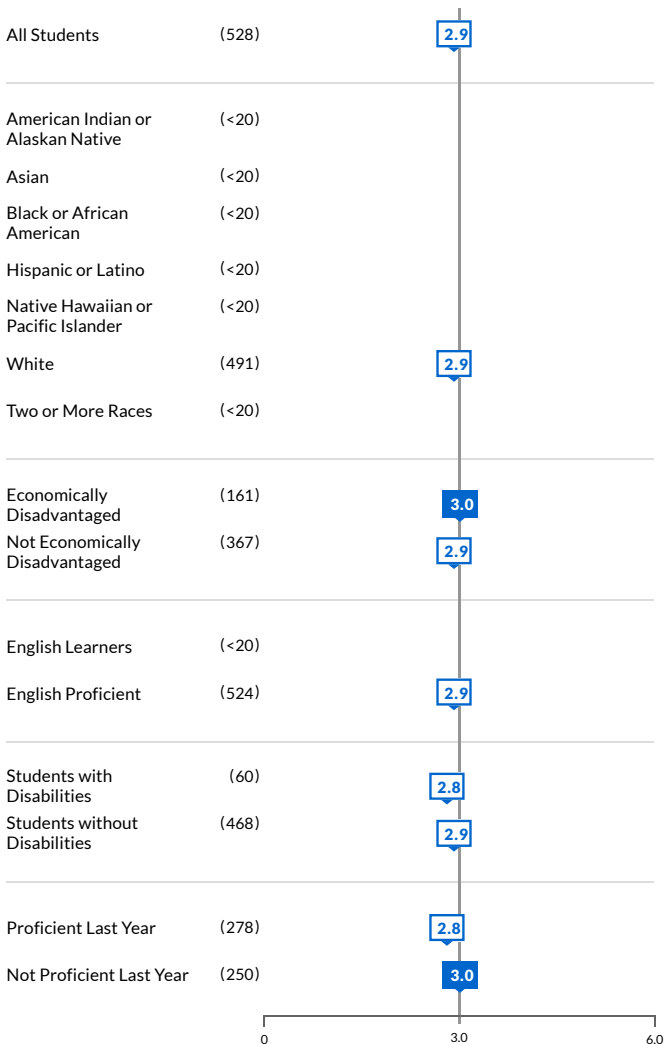 All Students (528) 2.9
American Indian or (<20)
Alaskan Native
Asian (<20)
Black or African (<20)
American
Hispanic or Latino (<20)
Native Hawaiian or (<20)
Pacific Islander
White (491) 2.9
Two or More Races (<20)
Economically (161) 3.0
Disadvantaged
Not Economically (367) 2.9
Disadvantaged
English Learners (<20)
English Proficient (524) 2.9
Students with (60) 2.8
Disabilities
Students without (468) 2.9
Disabilities
Proficient Last Year (278) 2.8
Not Proficient Last Year (250) 3.0
0 3.0 6.0